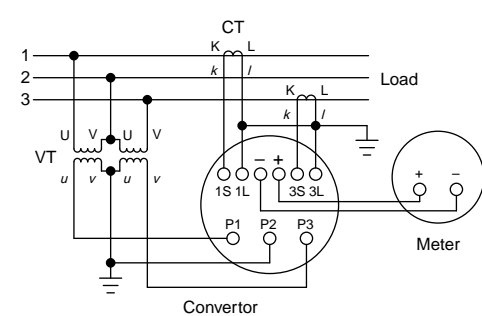 CT
K L
1
2
3
k l
K L
Load
k l
U V U V
VT
u v u v
− +
1S 1L 3S 3L
+ −
P1 P2 P3
Meter
Convertor